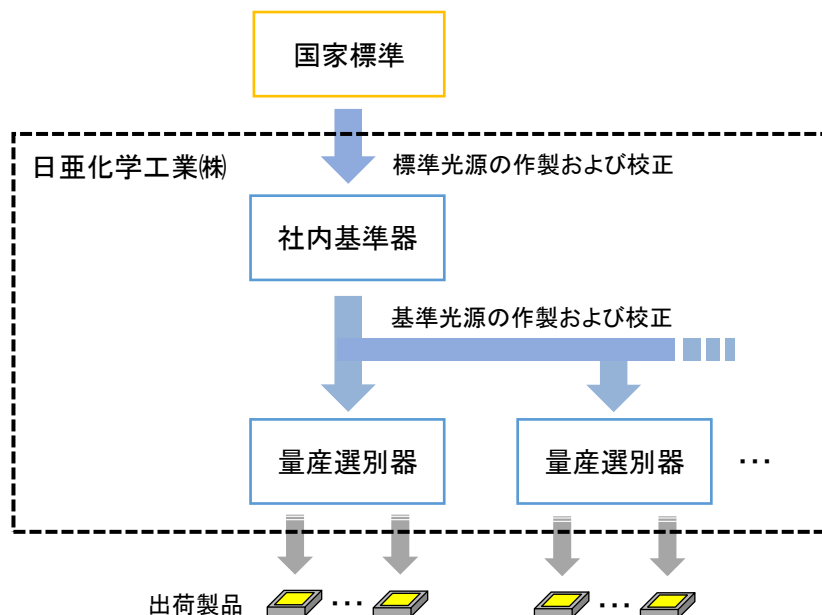 国家標準
日亜化学工業㈱
標準光源の作製および校正
社内基準器
基準光源の作製および校正
量産選別器
量産選別器
…
出荷製品
…
…